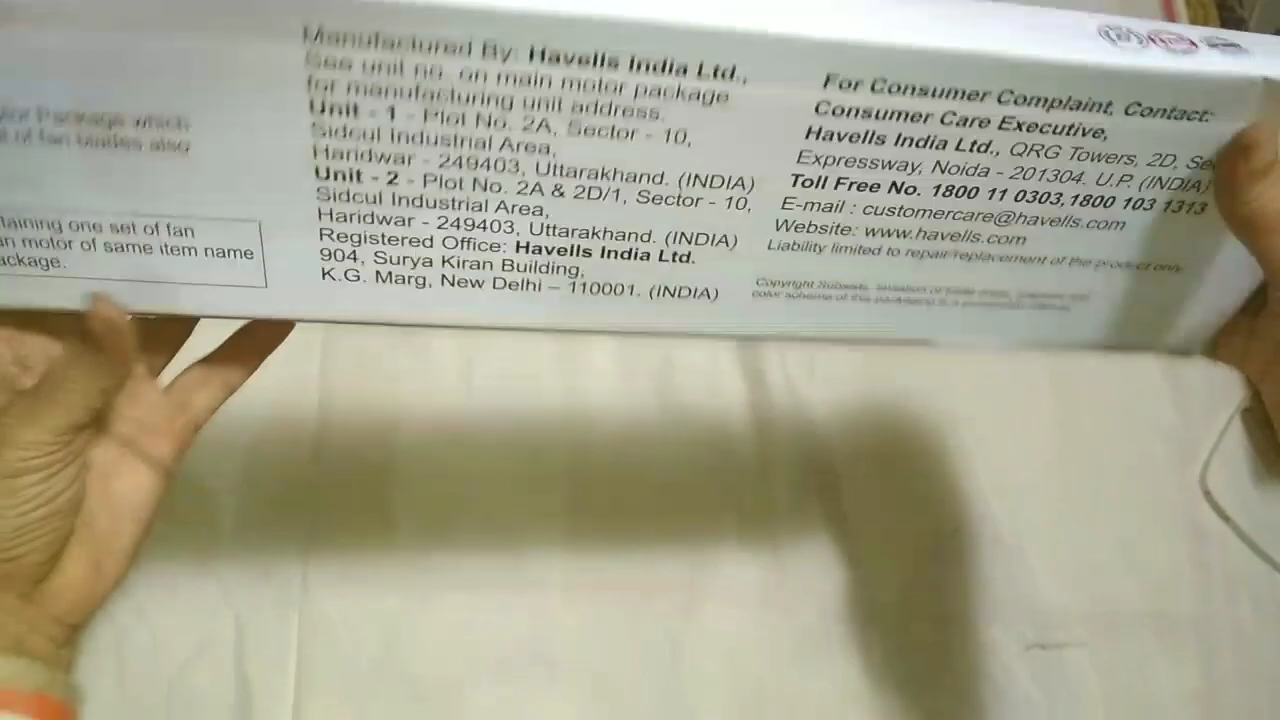 which
of fan blades also
taining one set of fan
an motor of same item name
ackage.
Manufactured By: Havells India Ltd.,
See unit no. on main motor package
for manufacturing unit address.
Unit - 1 - Plot No. 2A, Sector - 10,
Sidcul Industrial Area,
Haridwar - 249403, Uttarakhand. (INDIA)
Unit - 2 - Plot No. 2A & 2D/1, Sector - 10,
Sidcul Industrial Area,
Haridwar - 249403, Uttarakhand. (INDIA)
Registered Office: Havells India Ltd.
904, Surya Kiran Building,
K.G. Marg, New Delhi – 110001. (INDIA)
For Consumer Complaint, Contact:
Consumer Care Executive,
Havells India Ltd., QRG Towers, 2D, Se
Expressway, Noida - 201304. U.P. (INDIA)
Toll Free No. 1800 11 0303,1800 103 1313
E-mail : customercare@havells.com
Website: www.havells.com
Liability limited to repair/replacement of the product only.